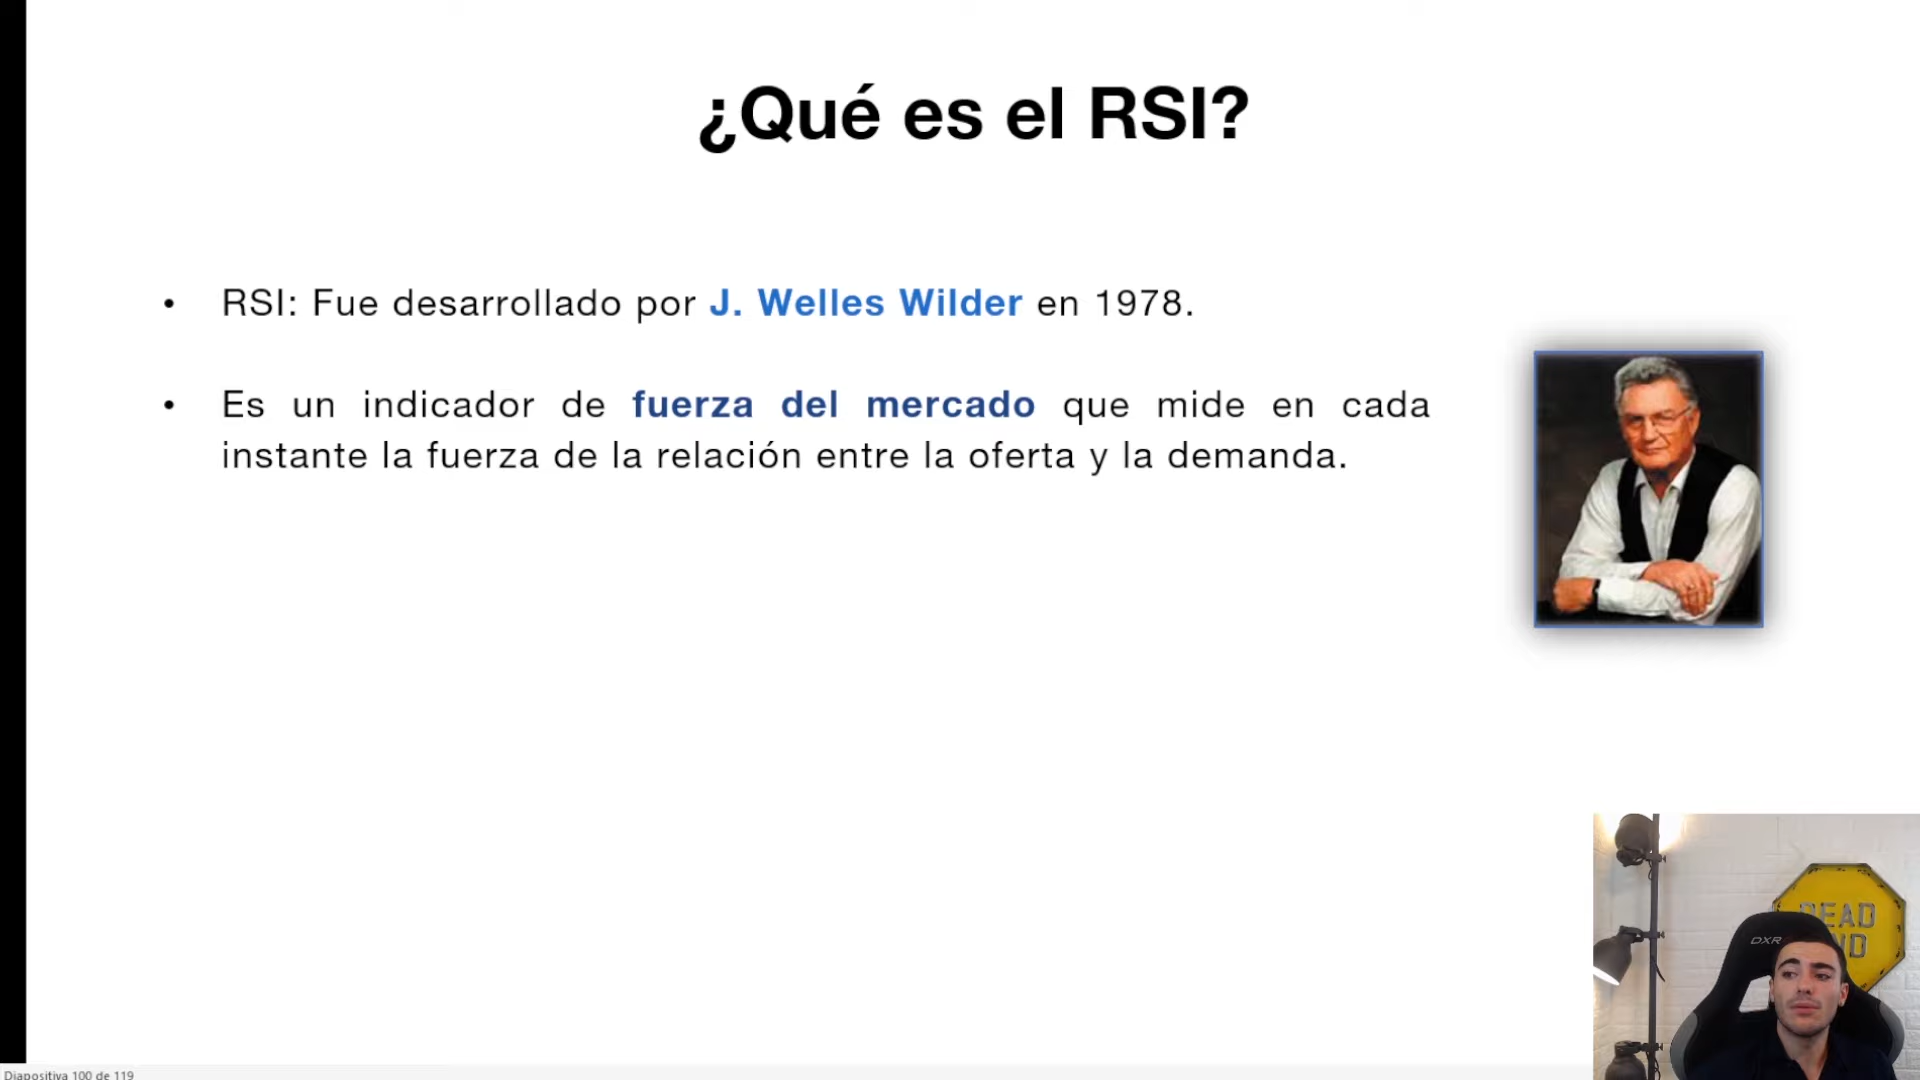 ¿Qué es el RSI?
• RSI: Fue desarrollado por J. Welles Wilder en 1978.
• Es un indicador de fuerza del mercado que mide en cada
instante la fuerza de la relación entre la oferta y la demanda.
DEAD
DXR
Diapositiva 100 de 119